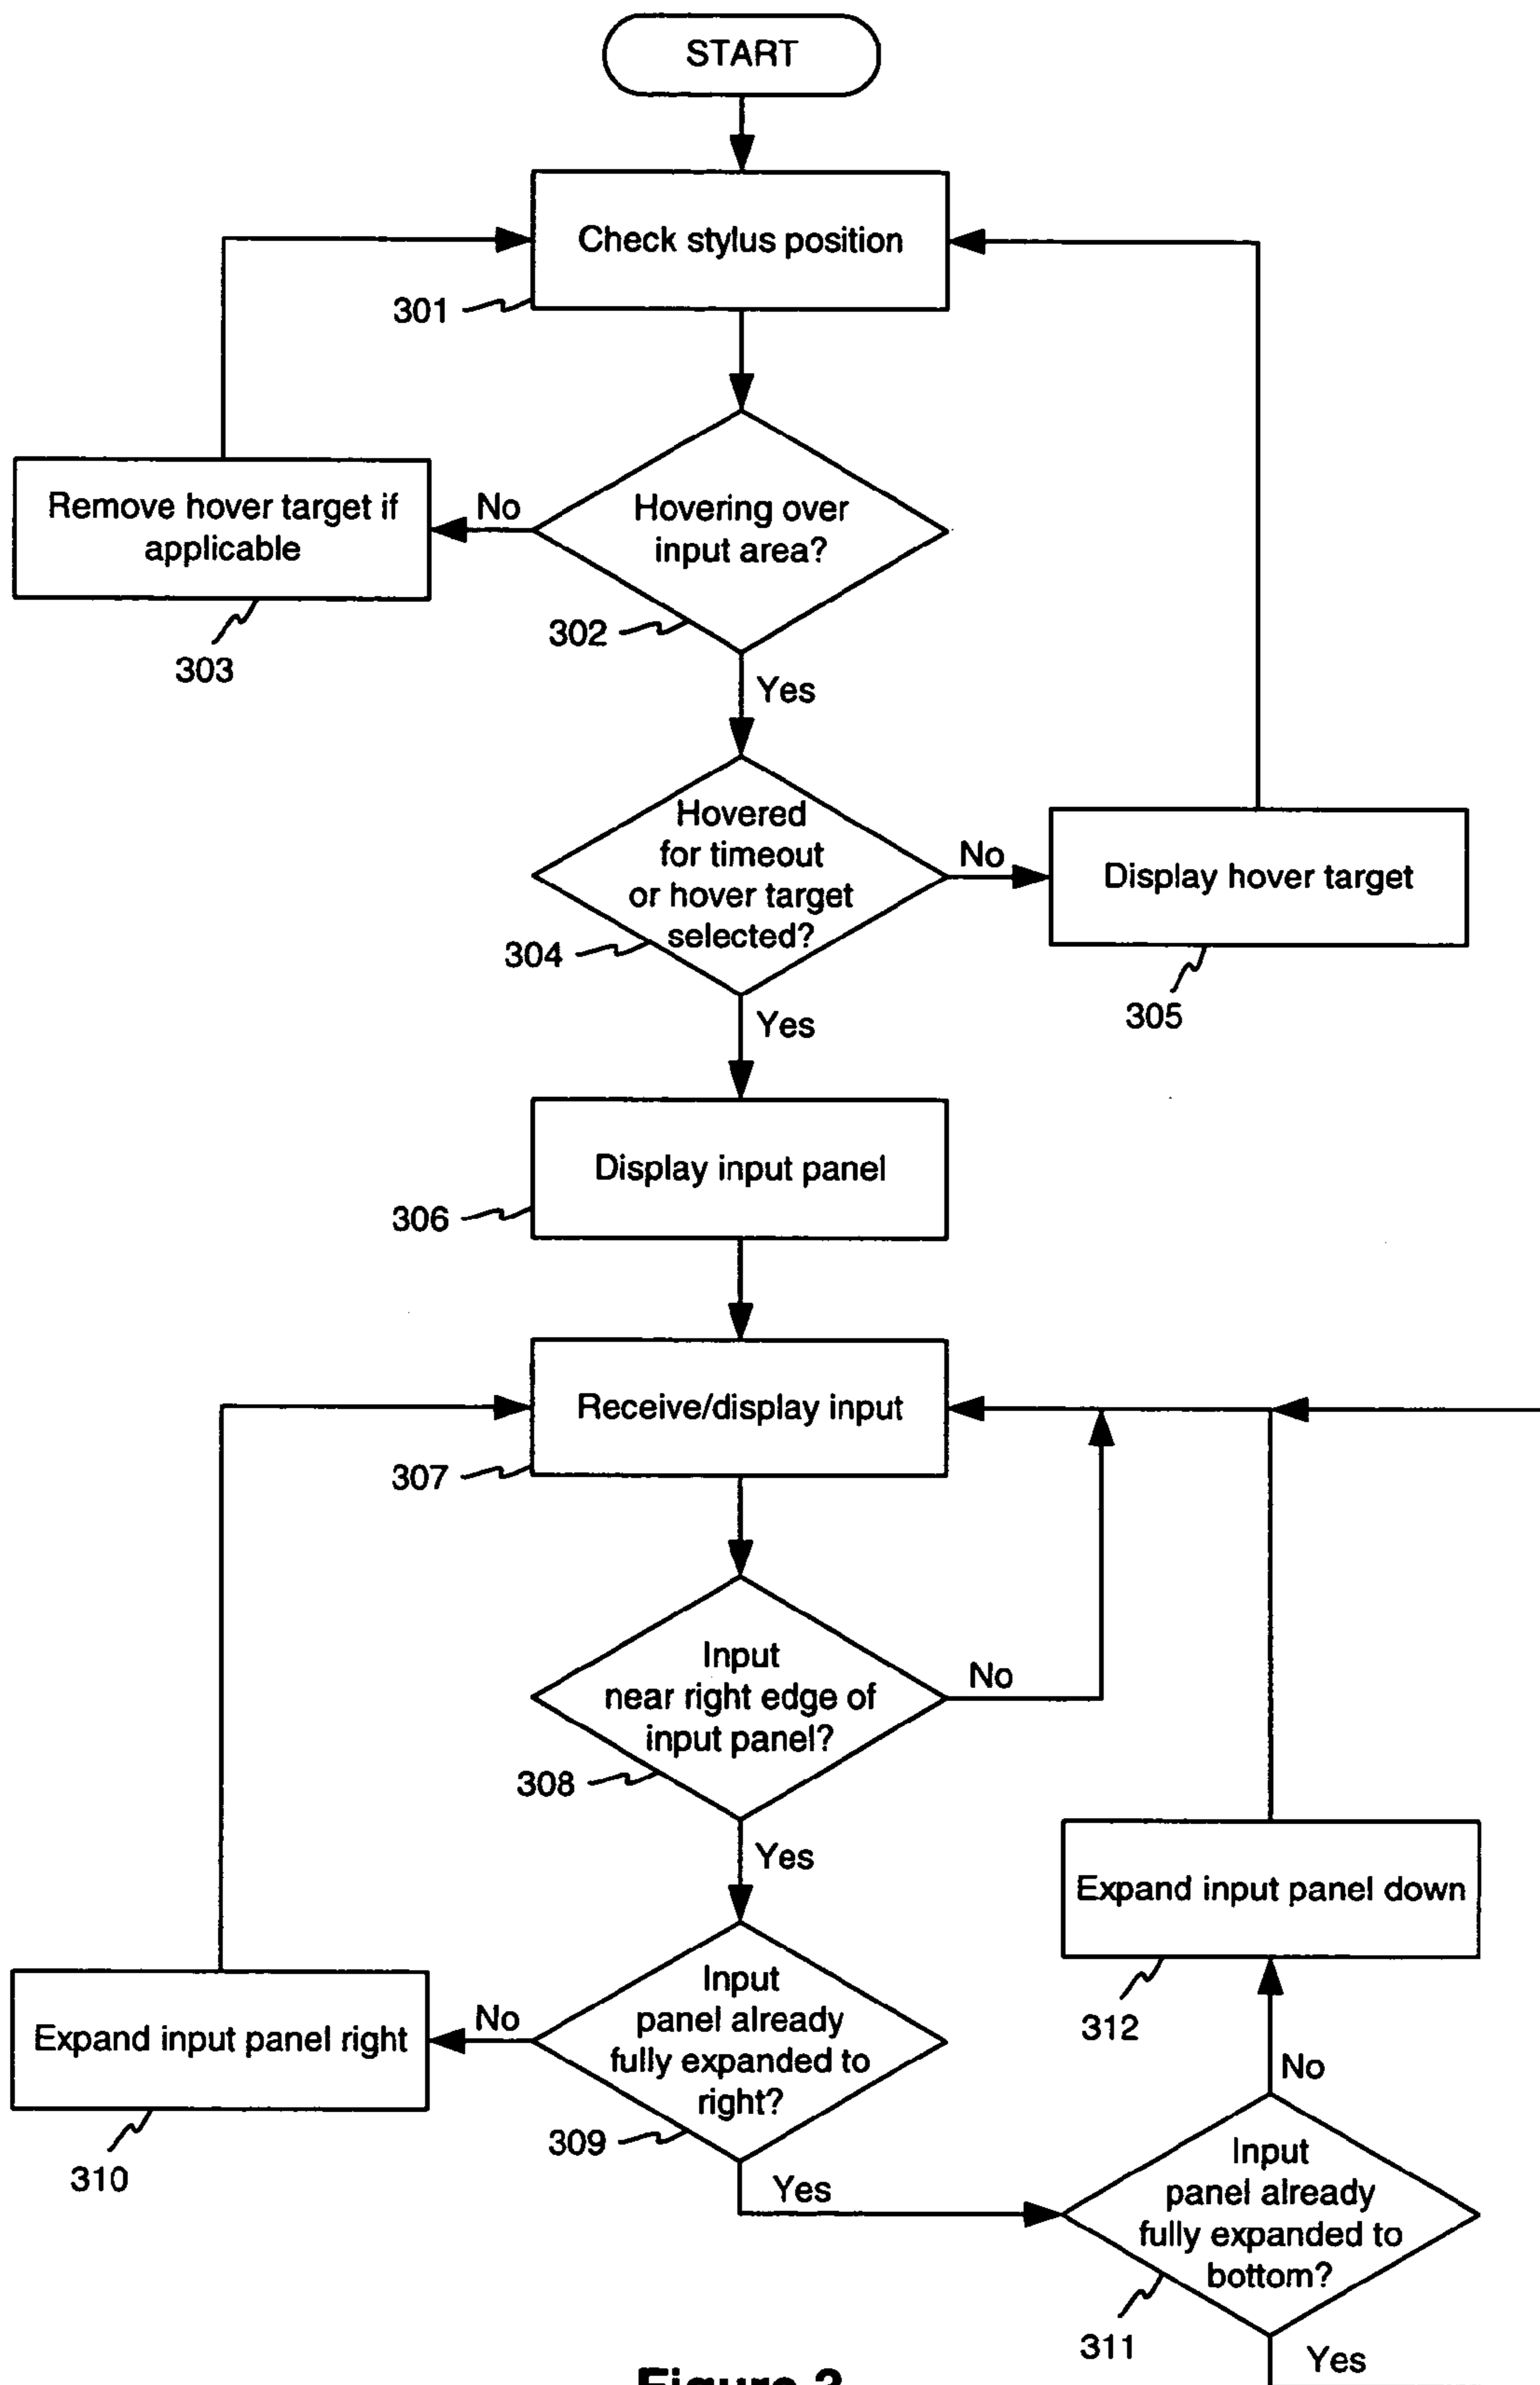 START
Check stylus position
301
Remove hover target if
applicable
303
No
Hovering over
input area?
302
Yes
Hovered
for timeout
or hover target
selected?
304
No
Display hover target
305
Yes
Display input panel
306
Receive/display input
307
Input
near right edge of
input panel?
308
No
Yes
Expand input panel down
312
Input
panel already
fully expanded to
right?
309
No
Expand input panel right
310
Yes
No
Input
panel already
fully expanded to
bottom?
311
Yes